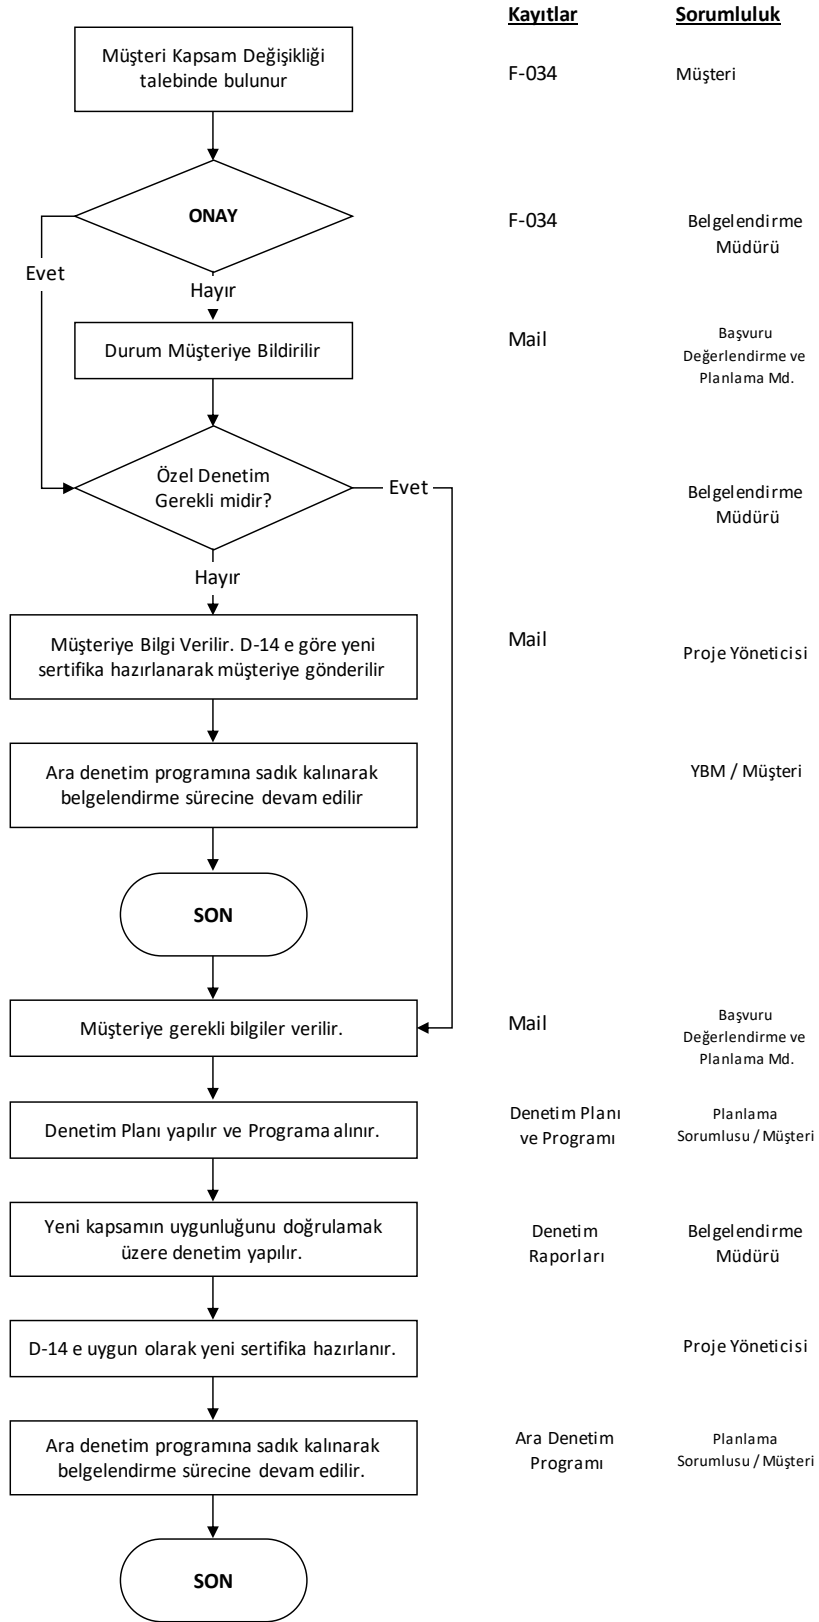 Kayıtlar Sorumluluk
Müşteri Kapsam Değişikliği
talebinde bulunur
F-034
Müşteri
ONAY
F-034
Belgelendirme
Müdürü
Evet
Hayır
Durum Müşteriye Bildirilir
Mail
Başvuru
Değerlendirme ve
Planlama Md.
Özel Denetim
Gerekli midir?
Evet
Belgelendirme
Müdürü
Hayır
Müşteriye Bilgi Verilir. D-14 e göre yeni
sertifika hazırlanarak müşteriye gönderilir
Mail
Proje Yöneticisi
Ara denetim programına sadık kalınarak
belgelendirme sürecine devam edilir
YBM / Müşteri
SON
Müşteriye gerekli bilgiler verilir.
Mail
Başvuru
Değerlendirme ve
Planlama Md.
Denetim Planı yapılır ve Programa alınır.
Denetim Planı
ve Programı
Planlama
Sorumlusu / Müşteri
Yeni kapsamın uygunluğunu doğrulamak
üzere denetim yapılır.
Denetim
Raporları
Belgelendirme
Müdürü
D-14 e uygun olarak yeni sertifika hazırlanır.
Proje Yöneticisi
Ara denetim programına sadık kalınarak
belgelendirme sürecine devam edilir.
Ara Denetim
Programı
Planlama
Sorumlusu / Müşteri
SON